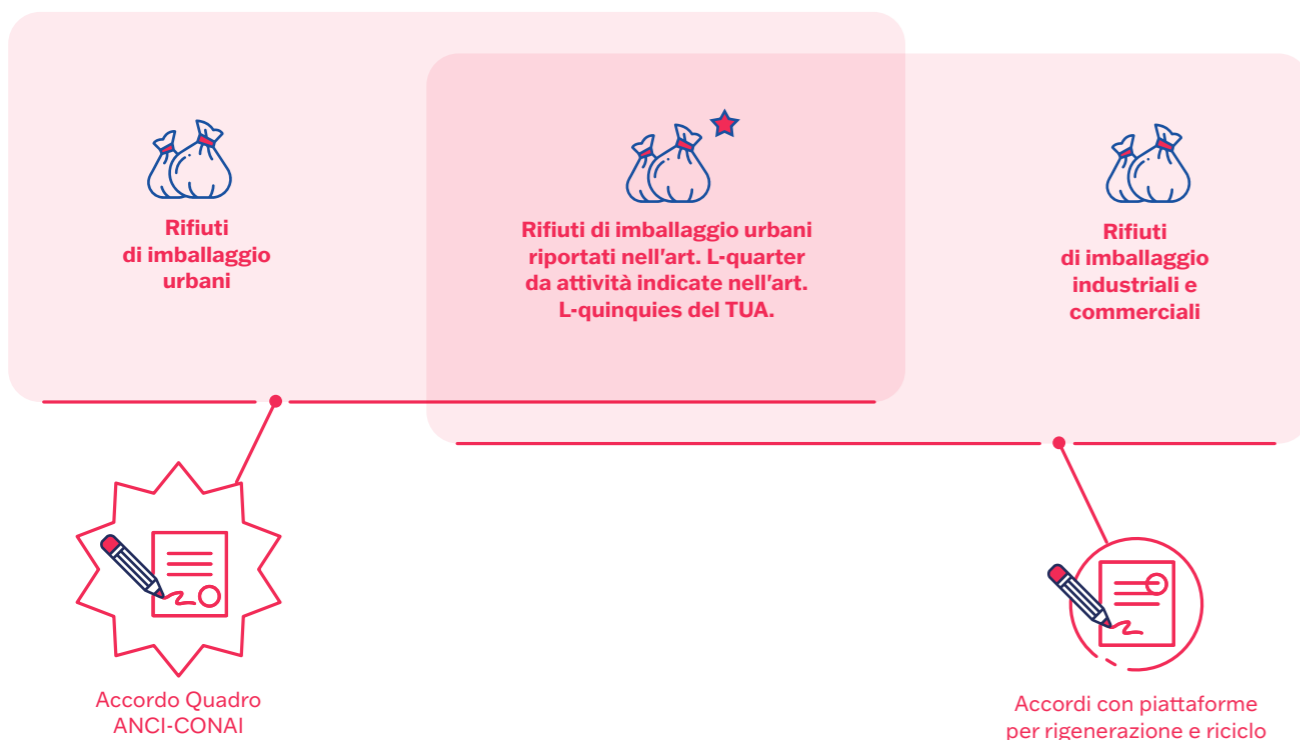 Rifiuti
di imballaggio
urbani
Rifiuti di imballaggio urbani
riportati nell'art. L-quarter
da attività indicate nell'art.
L-quinquies del TUA.
Rifiuti
di imballaggio
industriali e
commerciali
Accordo Quadro
ANCI-CONAI
Accordi con piattaforme
per rigenerazione e riciclo